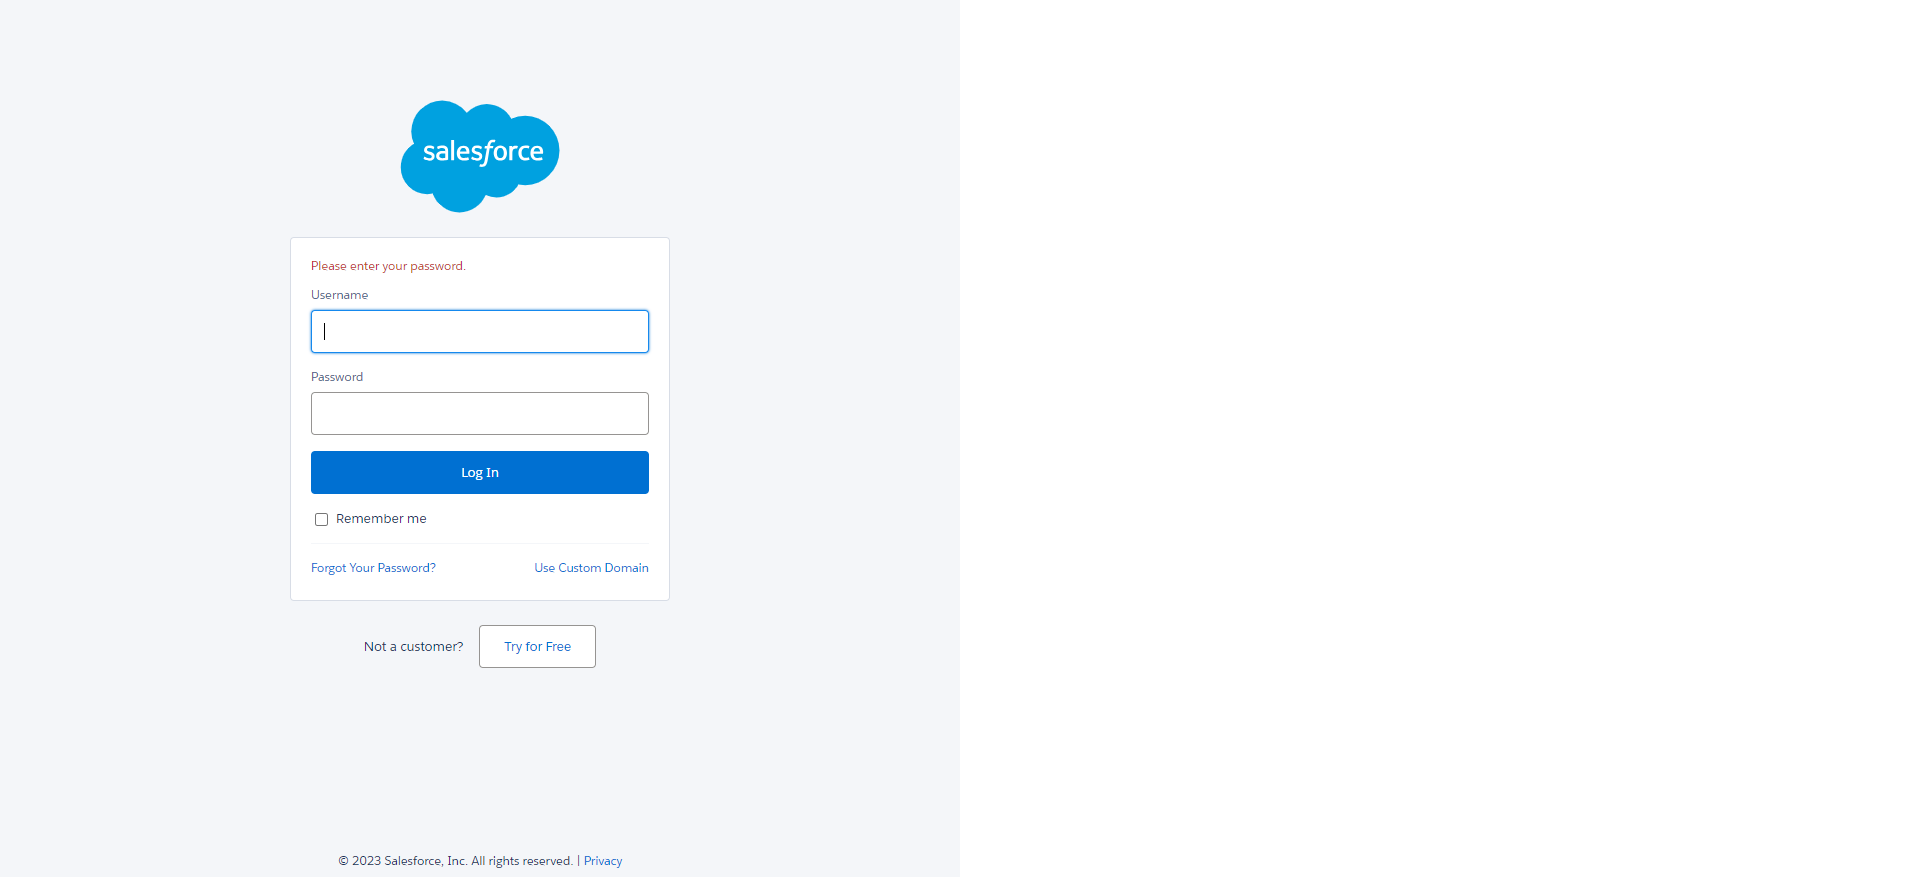 salesforce
Please enter your password.
Username
Password
Log In
Remember me
Forgot Your Password? Use Custom Domain
Not a customer? Try for Free
© 2023 Salesforce, Inc. All rights reserved. | Privacy